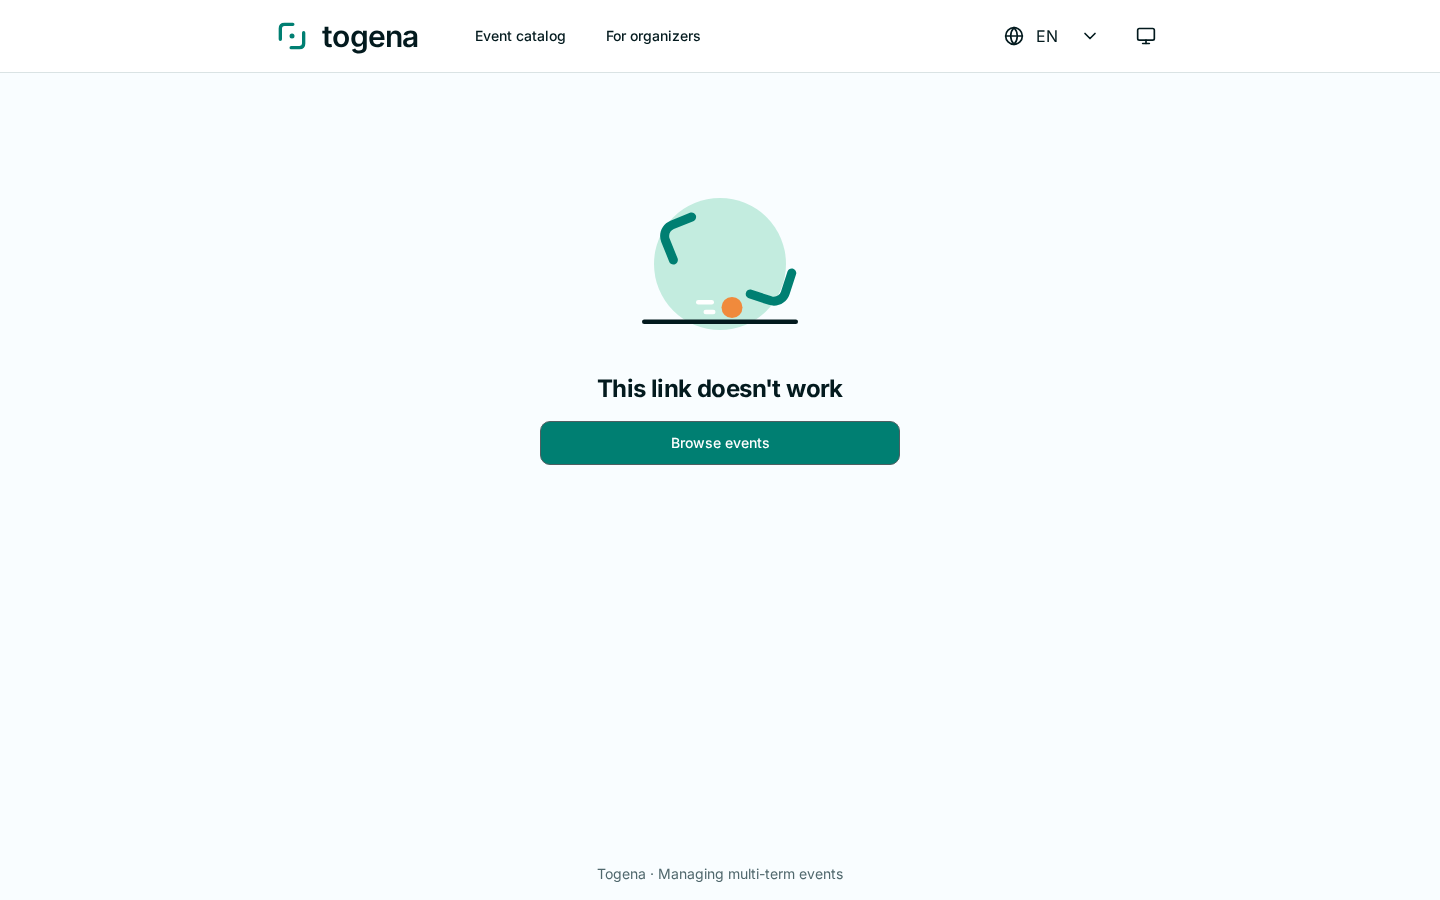 togena
Event catalog
For organizers
EN
This link doesn't work
Browse events
Togena · Managing multi-term events